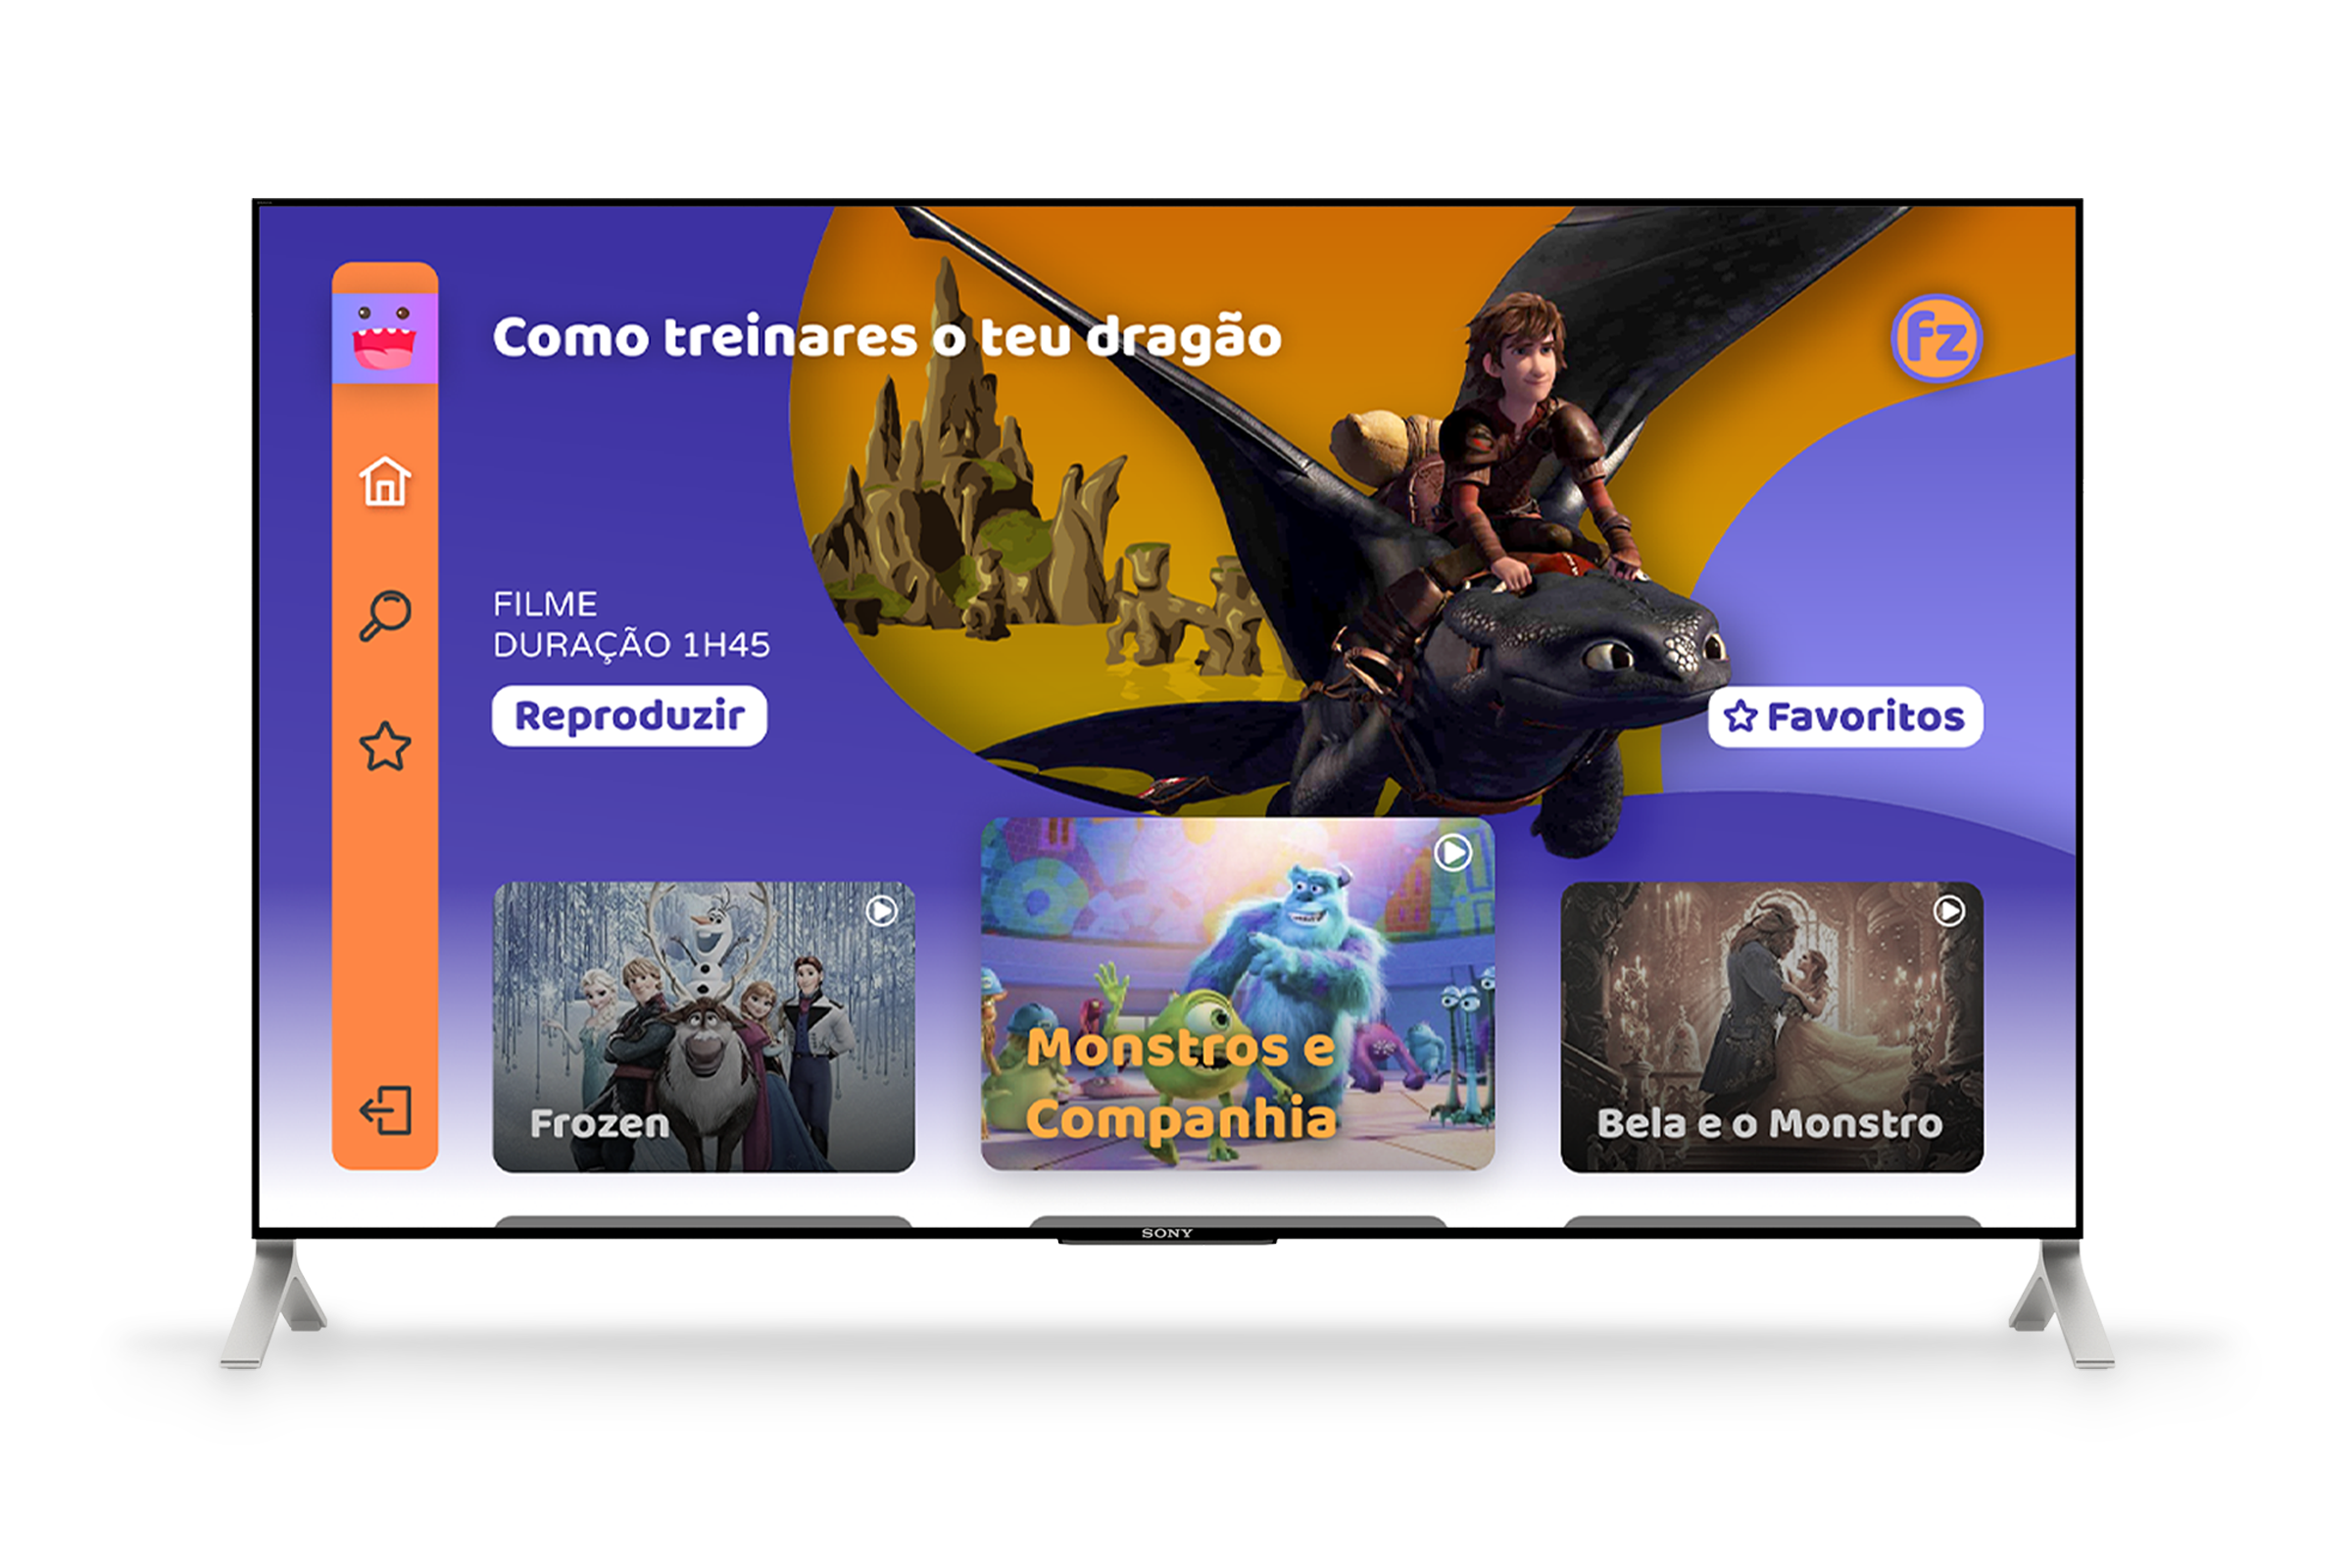 Como treinares o teu dragão
fz
FILME
DURAÇÃO 1H45
Reproduzir
Favoritos
Frozen
Monstros e
Companhia
Bela e o Monstro
SONY